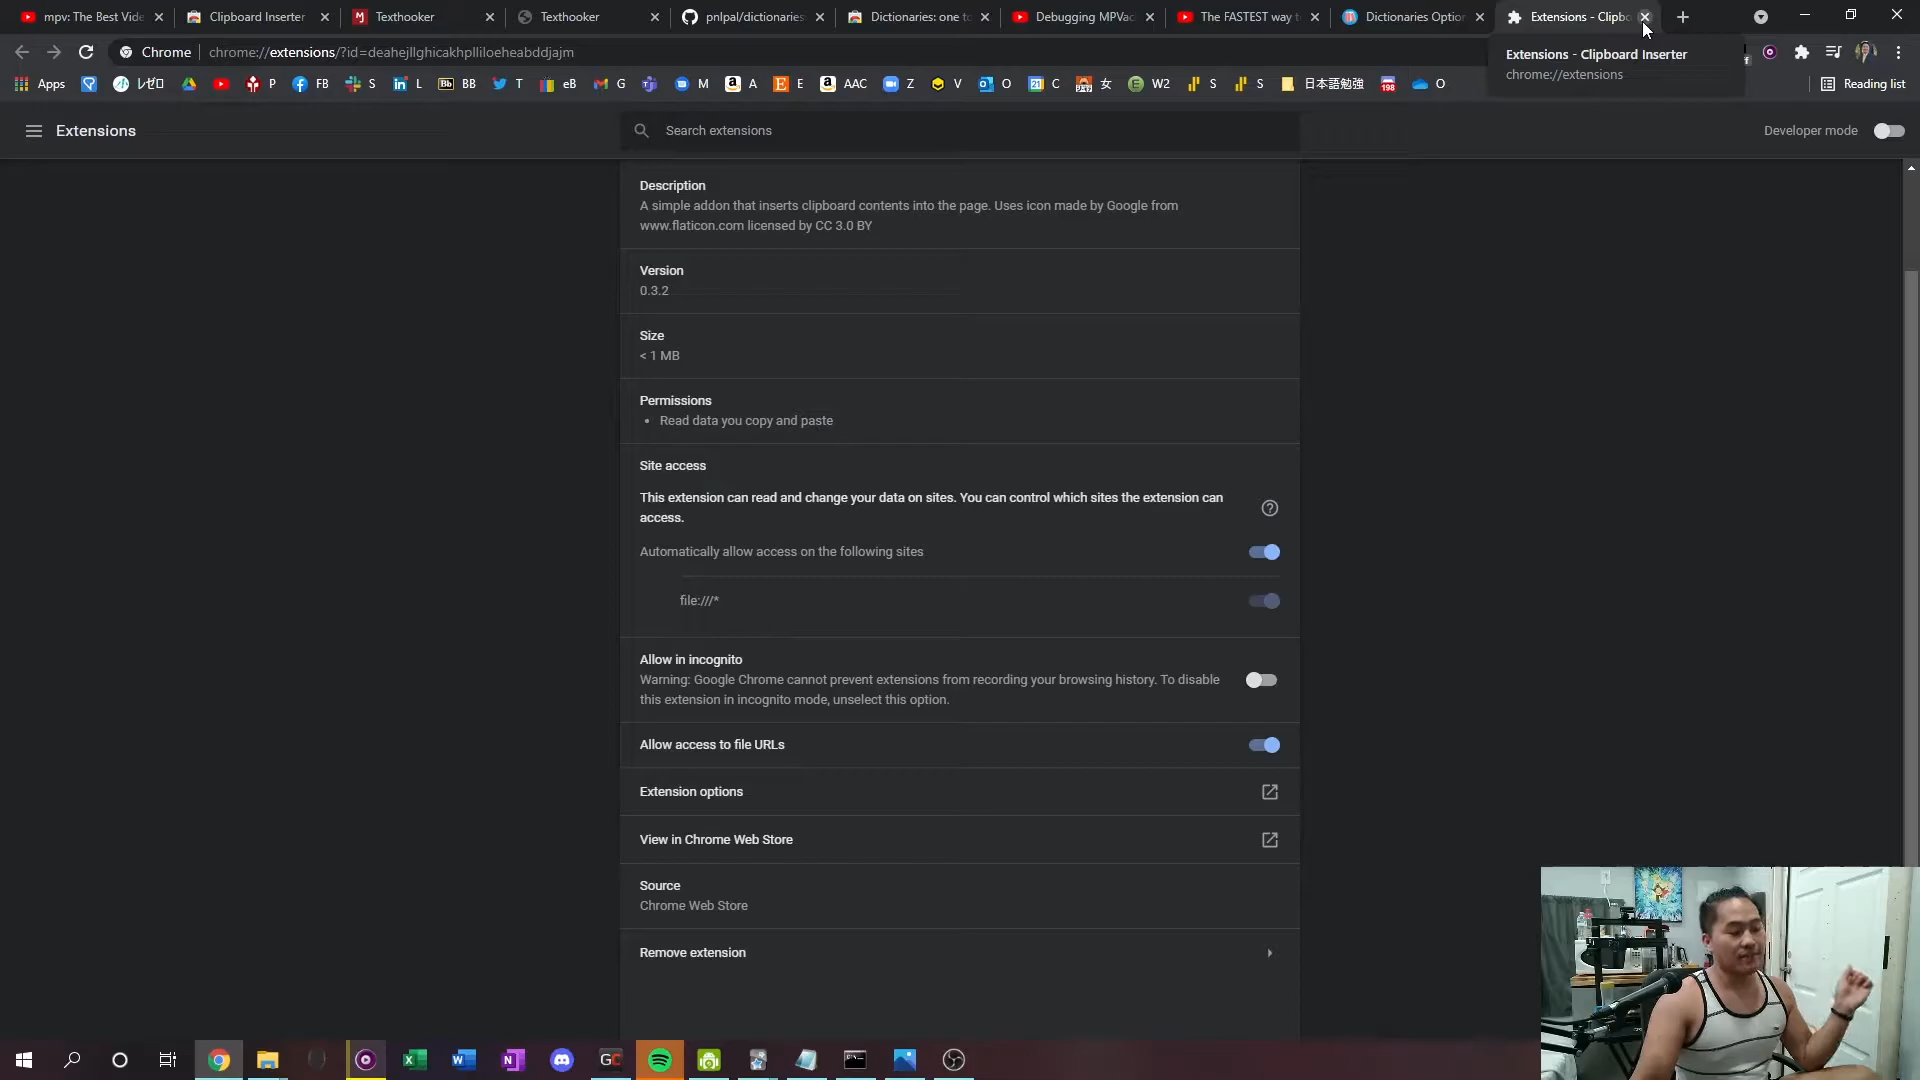 mpv: The Best Vide
Clipboard Inserter
Texthooker
Texthooker
pnlpal/dictionaries
Dictionaries: one to
Debugging MPVac
The FASTEST way t
Dictionaries Option
Extensions - Clipbo
Chrome
chrome://extensions/?id=deahejllghicakhplliloeheabddjajm
Extensions - Clipboard Inserter
chrome://extensions
Apps
レゼロ
P
FB
S
L
BB
T
eB
G
M
A
E
AAC
Z
V
O
C
女
W2
S
S
日本語勉強
O
Reading list
Extensions
Search extensions
Developer mode
Description
A simple addon that inserts clipboard contents into the page. Uses icon made by Google from
www.flaticon.com licensed by CC 3.0 BY
Version
0.3.2
Size
< 1 MB
Permissions
• Read data you copy and paste
Site access
This extension can read and change your data on sites. You can control which sites the extension can
access.
Automatically allow access on the following sites
file:///*
Allow in incognito
Warning: Google Chrome cannot prevent extensions from recording your browsing history. To disable
this extension in incognito mode, unselect this option.
Allow access to file URLs
Extension options
View in Chrome Web Store
Source
Chrome Web Store
Remove extension